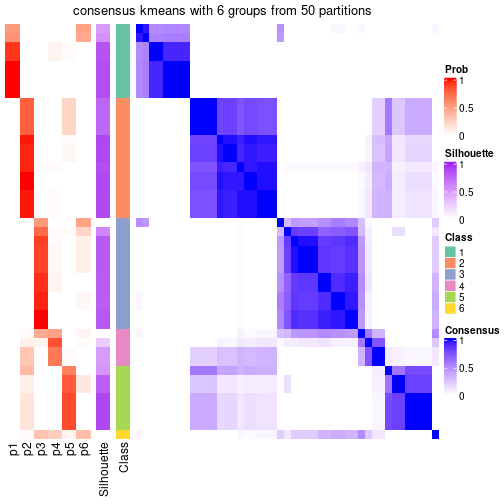 consensus kmeans with 6 groups from 50 partitions
Prob
1
0.5
0
Silhouette
1
0.5
0
Class
1
2
3
4
5
6
Consensus
1
0.5
0
p1
p2
p3
p4
p5
p6
Silhouette
Class